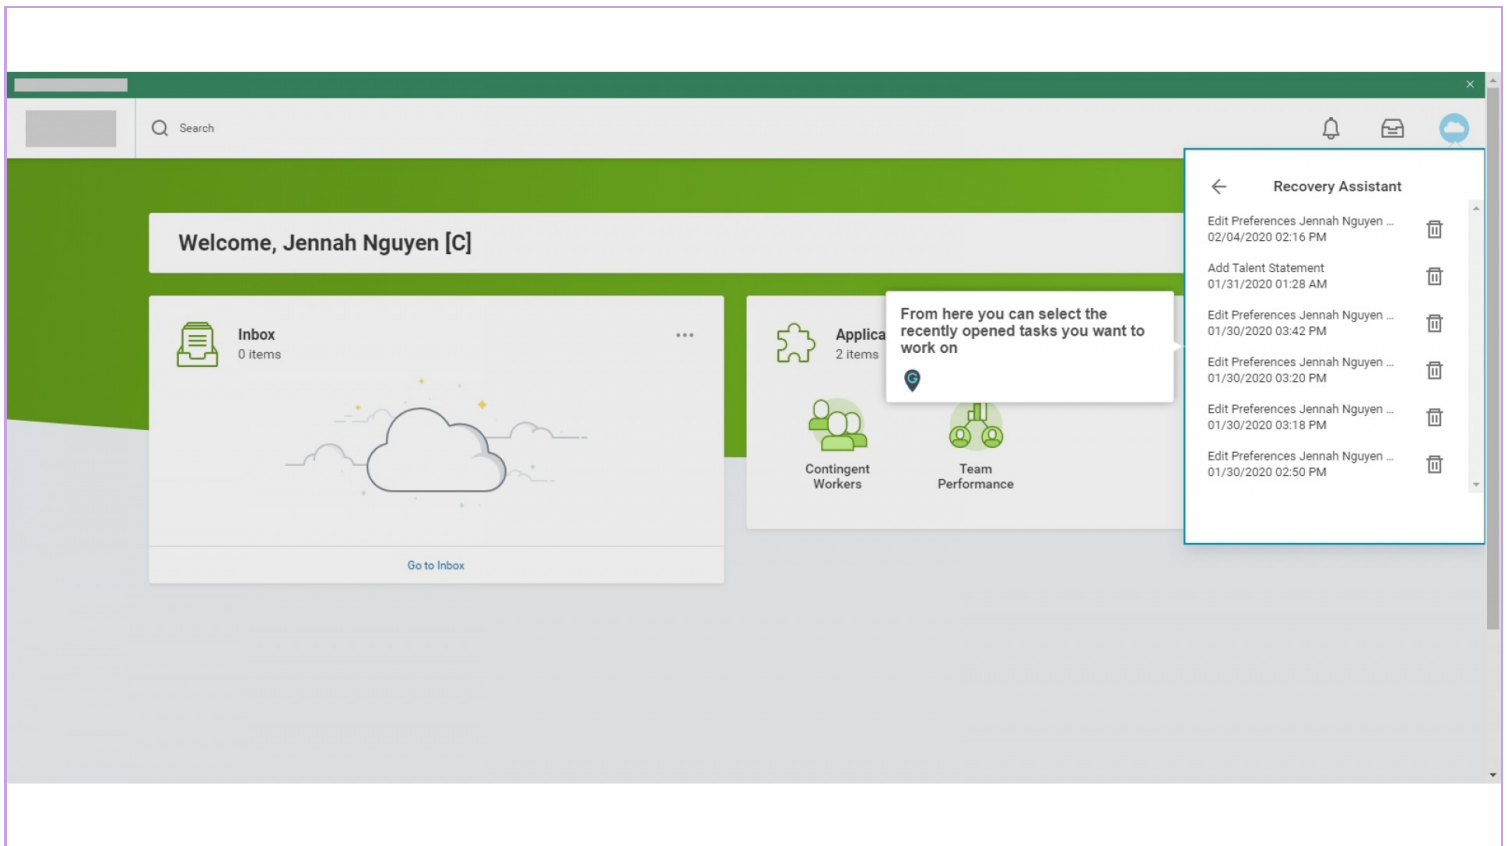 Search
Recovery Assistant
Edit Preferences Jennah Nguyen ...
02/04/2020 02:16 PM
Add Talent Statement
01/31/2020 01:28 AM
Edit Preferences Jennah Nguyen ...
01/30/2020 03:42 PM
Edit Preferences Jennah Nguyen ...
01/30/2020 03:20 PM
Edit Preferences Jennah Nguyen ...
01/30/2020 03:18 PM
Edit Preferences Jennah Nguyen ...
01/30/2020 02:50 PM
Welcome, Jennah Nguyen [C]
Inbox
0 items
Go to Inbox
Applica
2 items
From here you can select the
recently opened tasks you want to
work on
G
Contingent
Workers
Team
Performance